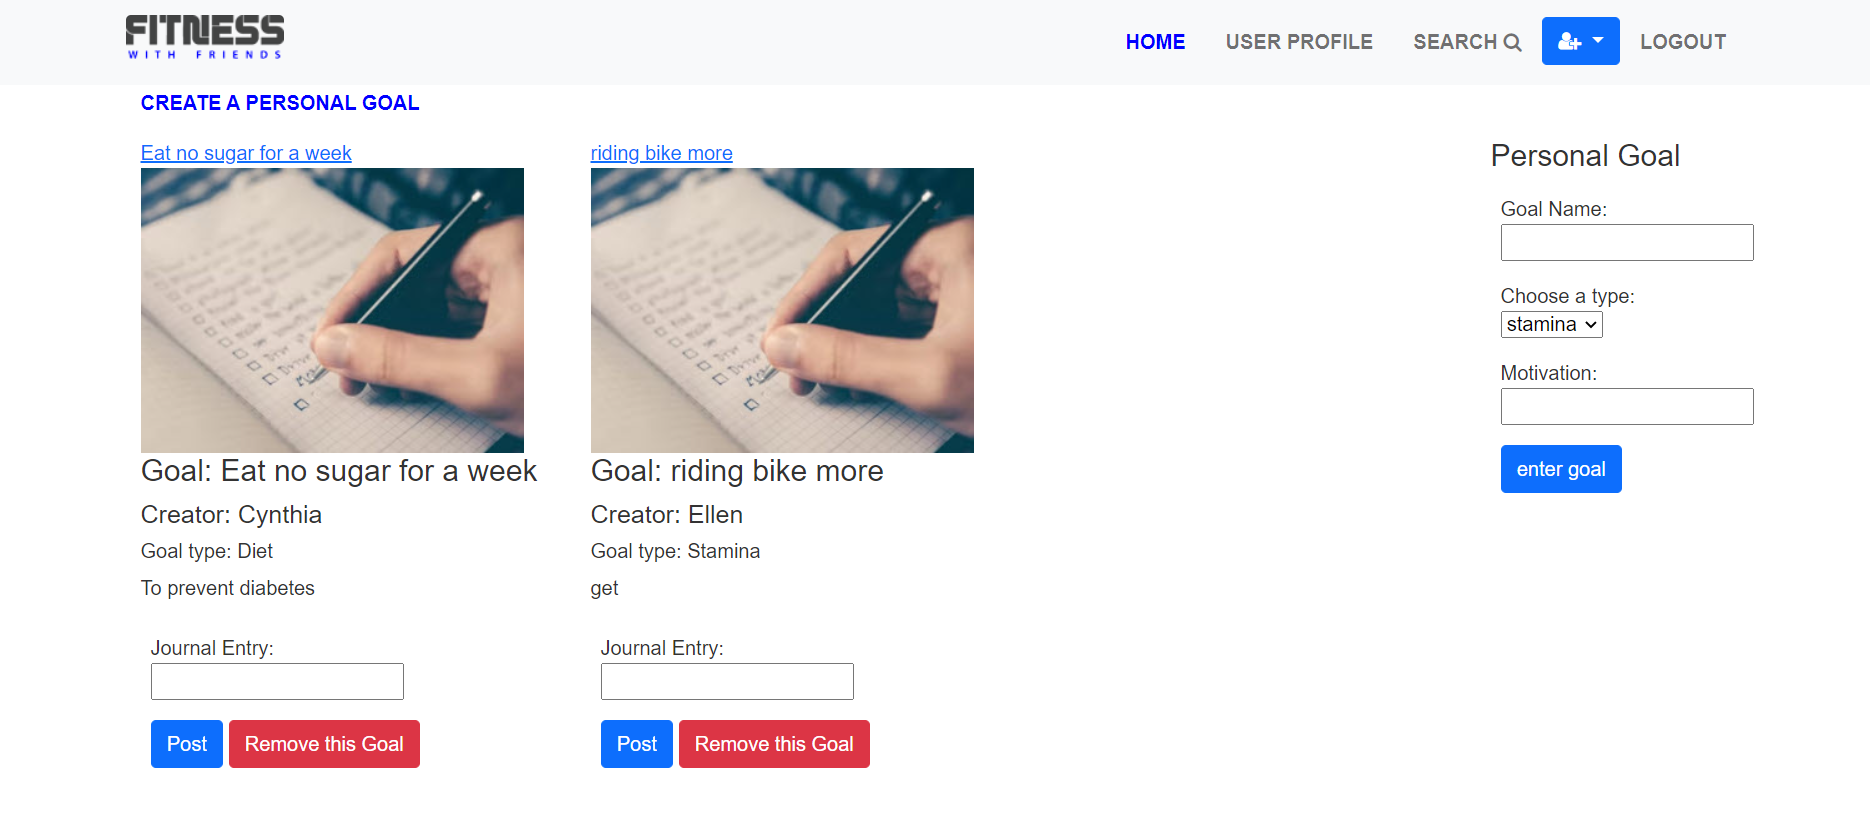 FITNESS
WITH FRIENDS
HOME USER PROFILE SEARCH LOGOUT
CREATE A PERSONAL GOAL
Eat no sugar for a week
Goal: Eat no sugar for a week
Creator: Cynthia
Goal type: Diet
To prevent diabetes
Journal Entry:
Post Remove this Goal
riding bike more
Goal: riding bike more
Creator: Ellen
Goal type: Stamina
get
Journal Entry:
Post Remove this Goal
Personal Goal
Goal Name:
Choose a type:
stamina
Motivation:
enter goal